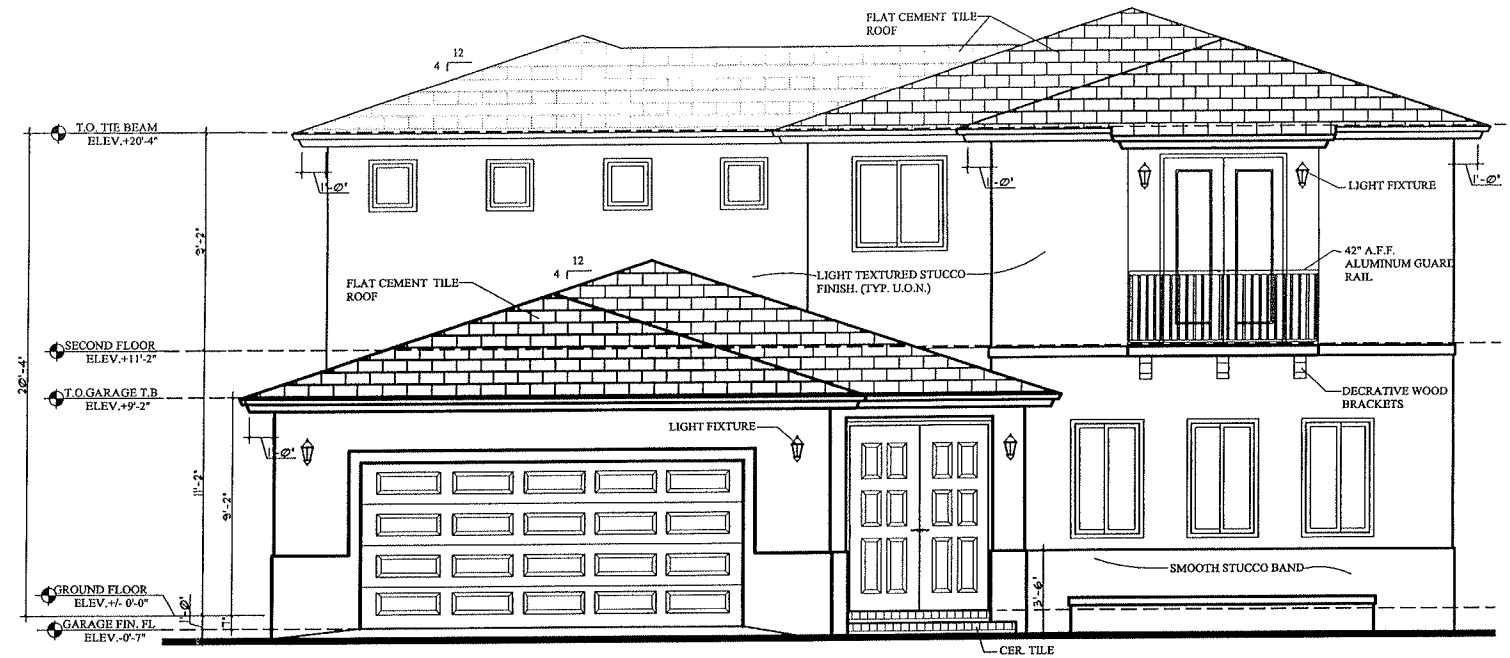 FLAT CEMENT TILE
ROOF
12
4
T.O. TIE BEAM
ELEV.+20'-4"
1'-0"
1'-0"
1'-0"
LIGHT FIXTURE
9'-2"
42" A.F.F.
ALUMINUM GUARD
RAIL
12
4
LIGHT TEXTURED STUCCO
FINISH. (TYP. U.O.N.)
FLAT CEMENT TILE
ROOF
SECOND FLOOR
ELEV.+11'-2"
20'-4"
T.O.GARAGE T.B
ELEV.+9'-2"
DECRATIVE WOOD
BRACKETS
LIGHT FIXTURE
1'-0"
11'-2"
9'-2"
SMOOTH STUCCO BAND
3'-6"
GROUND FLOOR
ELEV.+/- 0'-0"
1'-0"
7"
GARAGE FIN. FL
ELEV.-0'-7"
CER. TILE